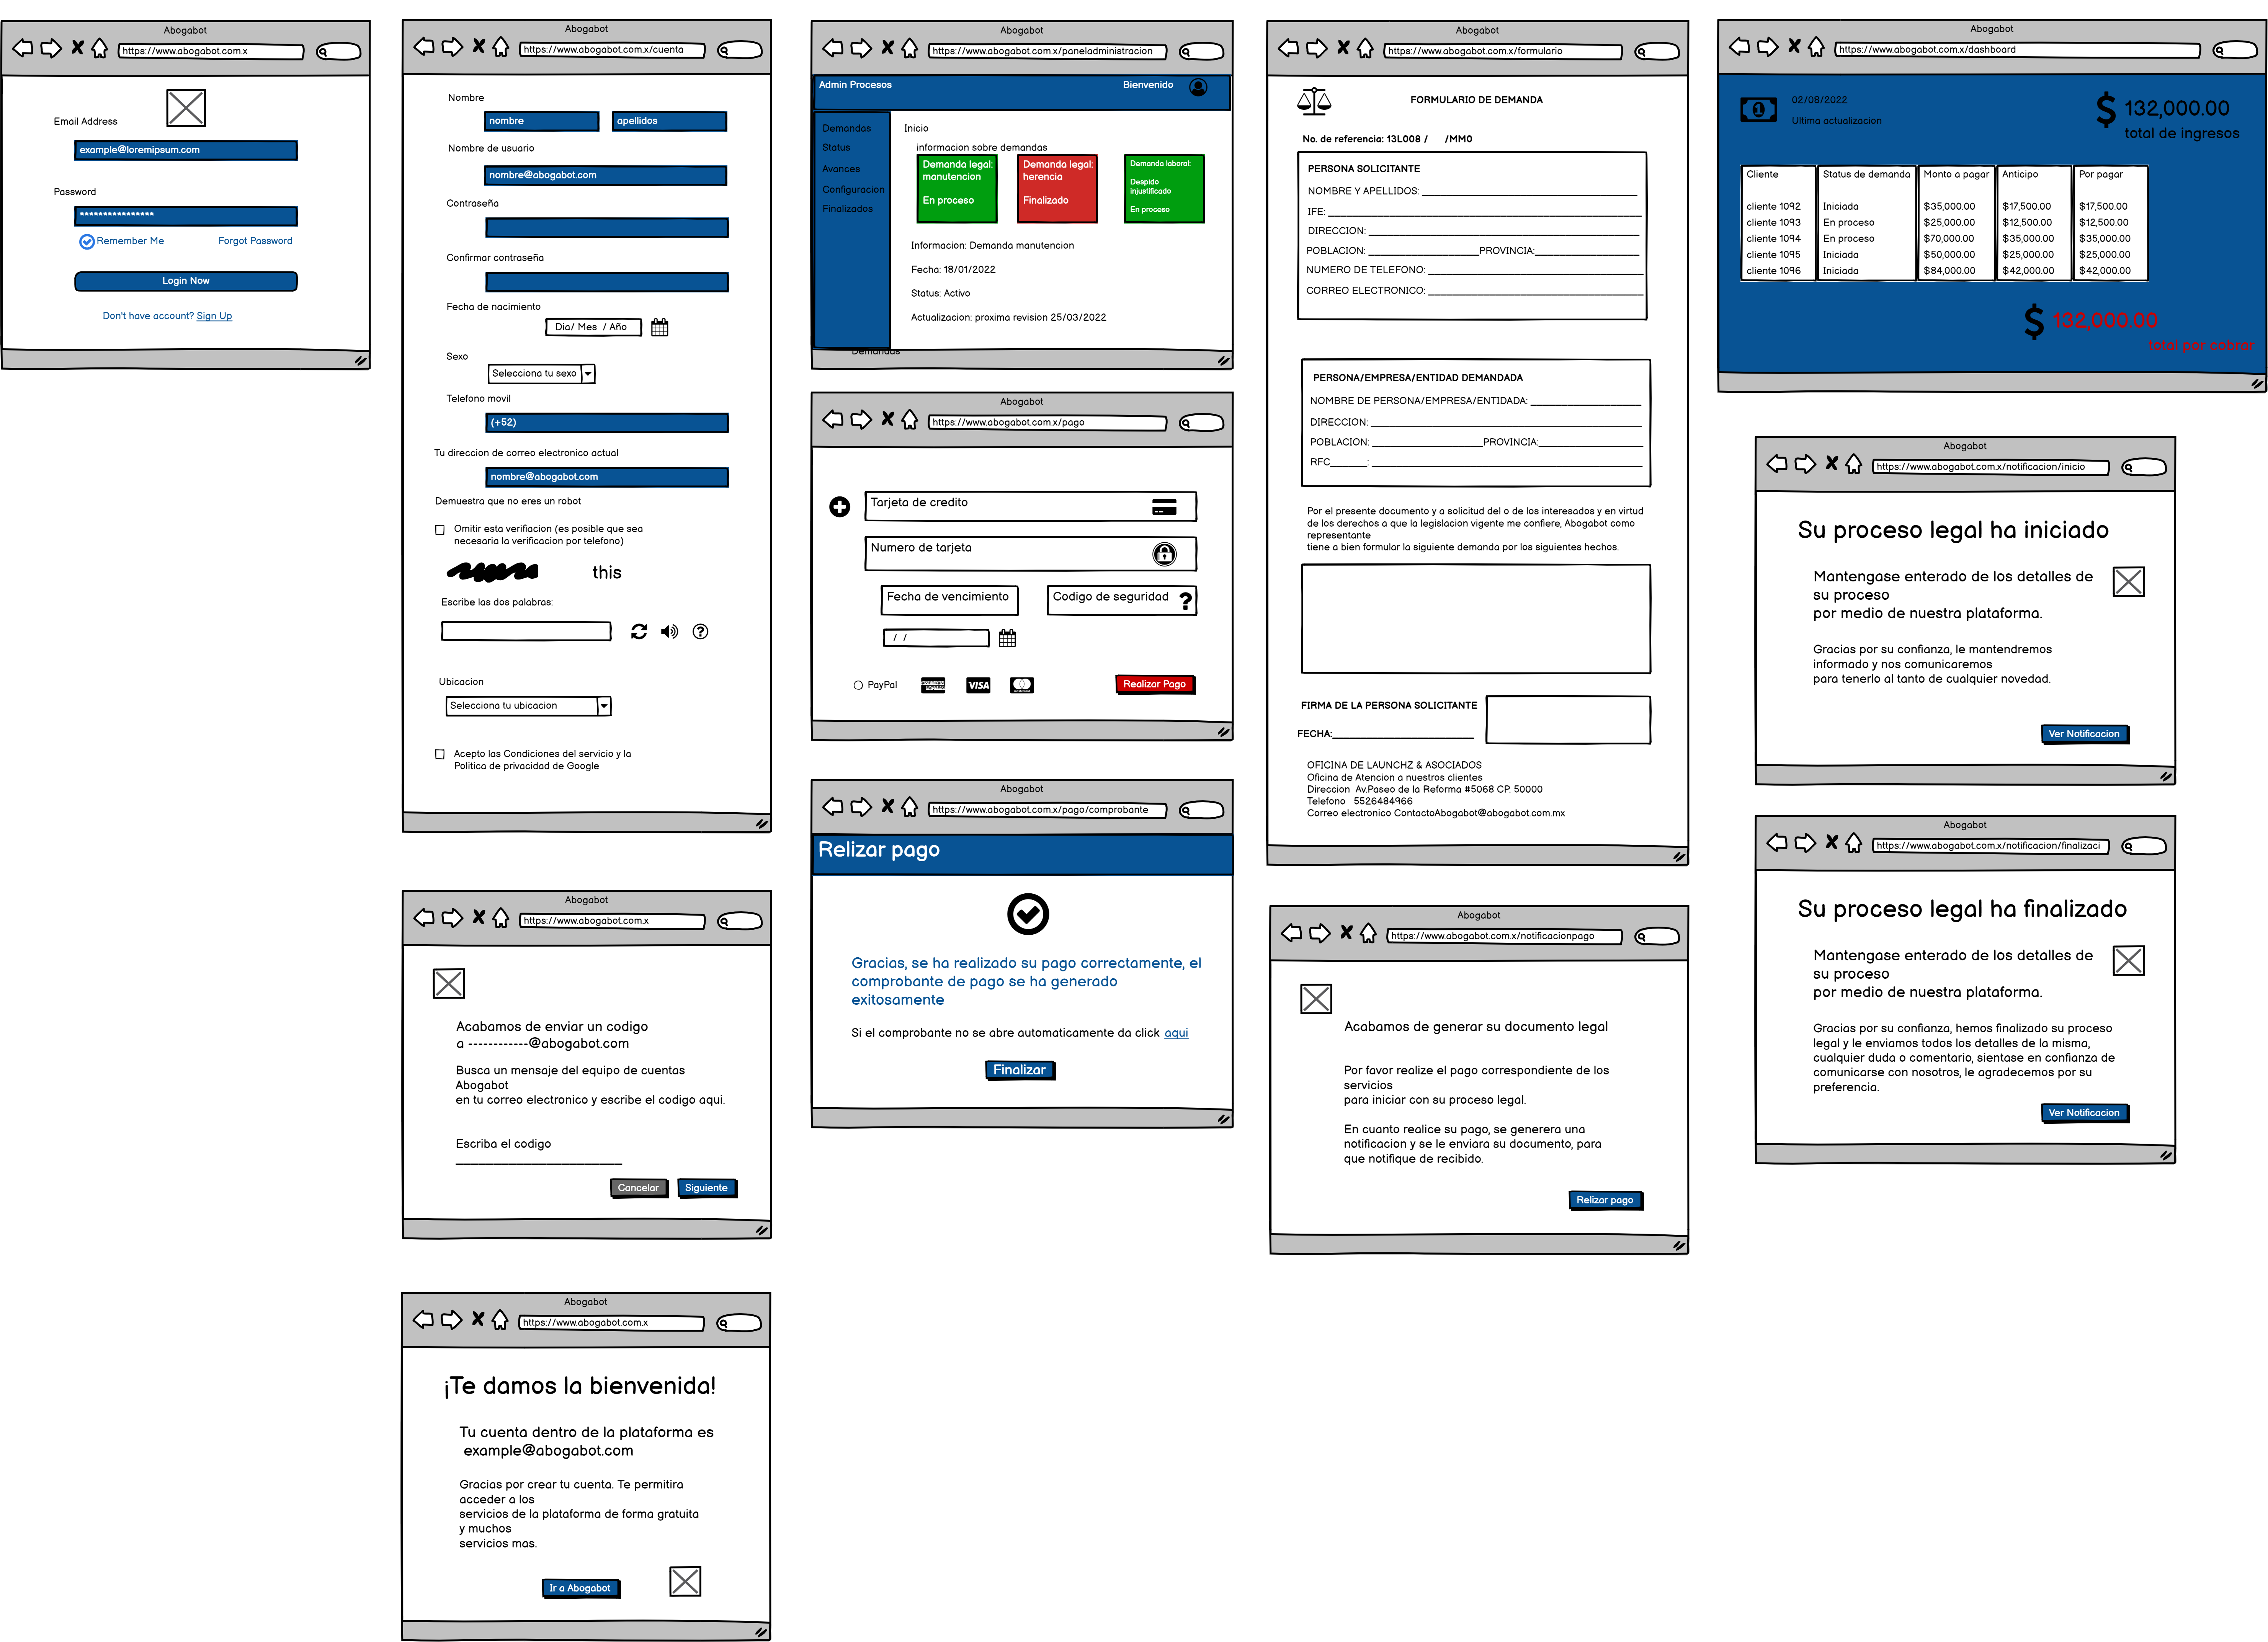 Abogabot
https://www.abogabot.com.x
Email Address
example@loremipsum.com
Password
****************
Remember Me
Forgot Password
Login Now
Don't have account? Sign Up
Abogabot
https://www.abogabot.com.x/cuenta
Nombre
nombre
apellidos
Nombre de usuario
nombre@abogabot.com
Contraseña
Confirmar contraseña
Fecha de nacimiento
Dia/ Mes / Año
Sexo
Selecciona tu sexo
Telefono movil
(+52)
Tu direccion de correo electronico actual
nombre@abogabot.com
Demuestra que no eres un robot
Omitir esta verifiacion (es posible que sea
necesaria la verificacion por telefono)
this
Escribe las dos palabras:
Ubicacion
Selecciona tu ubicacion
Acepto las Condiciones del servicio y la
Politica de privacidad de Google
Abogabot
https://www.abogabot.com.x
Acabamos de enviar un codigo
a ------------@abogabot.com
Busca un mensaje del equipo de cuentas
Abogabot
en tu correo electronico y escribe el codigo aqui.
Escriba el codigo
Cancelar
Siguiente
Abogabot
https://www.abogabot.com.x
¡Te damos la bienvenida!
Tu cuenta dentro de la plataforma es
example@abogabot.com
Gracias por crear tu cuenta. Te permitira
acceder a los
servicios de la plataforma de forma gratuita
y muchos
servicios mas.
Ir a Abogabot
Abogabot
https://www.abogabot.com.x/paneladministracion
Admin Procesos
Bienvenido
Demandas
Status
Avances
Configuracion
Finalizados
Inicio
informacion sobre demandas
Demanda legal:
manutencion
En proceso
Demanda legal:
herencia
Finalizado
Demanda laboral:
Despido
injustificado
En proceso
Informacion: Demanda manutencion
Fecha: 18/01/2022
Status: Activo
Actualizacion: proxima revision 25/03/2022
Demandas
Abogabot
https://www.abogabot.com.x/pago
Tarjeta de credito
Numero de tarjeta
Fecha de vencimiento
Codigo de seguridad
?
/ /
PayPal
AMERICAN EXPRESS
VISA
Realizar Pago
Abogabot
https://www.abogabot.com.x/pago/comprobante
Relizar pago
Gracias, se ha realizado su pago correctamente, el
comprobante de pago se ha generado
exitosamente
Si el comprobante no se abre automaticamente da click aqui
Finalizar
Abogabot
https://www.abogabot.com.x/formulario
FORMULARIO DE DEMANDA
No. de referencia: 13L008 / /MM0
PERSONA SOLICITANTE
NOMBRE Y APELLIDOS:
IFE:
DIRECCION:
POBLACION: PROVINCIA:
NUMERO DE TELEFONO:
CORREO ELECTRONICO:
PERSONA/EMPRESA/ENTIDAD DEMANDADA
NOMBRE DE PERSONA/EMPRESA/ENTIDADA:
DIRECCION:
POBLACION: PROVINCIA:
RFC______:
Por el presente documento y a solicitud del o de los interesados y en virtud
de los derechos a que la legislacion vigente me confiere, Abogabot como
representante
tiene a bien formular la siguiente demanda por los siguientes hechos.
FIRMA DE LA PERSONA SOLICITANTE
FECHA:
OFICINA DE LAUNCHZ & ASOCIADOS
Oficina de Atencion a nuestros clientes
Direccion Av.Paseo de la Reforma #5068 CP. 50000
Telefono 5526484966
Correo electronico ContactoAbogabot@abogabot.com.mx
Abogabot
https://www.abogabot.com.x/notificacionpago
Acabamos de generar su documento legal
Por favor realize el pago correspondiente de los
servicios
para iniciar con su proceso legal.
En cuanto realice su pago, se generera una
notificacion y se le enviara su documento, para
que notifique de recibido.
Relizar pago
Abogabot
https://www.abogabot.com.x/dashboard
02/08/2022
Ultima actualizacion
$ 132,000.00
total de ingresos
Cliente Status de demanda Monto a pagar Anticipo Por pagar
cliente 1092 Iniciada $35,000.00 $17,500.00 $17,500.00
cliente 1093 En proceso $25,000.00 $12,500.00 $12,500.00
cliente 1094 En proceso $70,000.00 $35,000.00 $35,000.00
cliente 1095 Iniciada $50,000.00 $25,000.00 $25,000.00
cliente 1096 Iniciada $84,000.00 $42,000.00 $42,000.00
$ 132,000.00
total por cobrar
Abogabot
https://www.abogabot.com.x/notificacion/inicio
Su proceso legal ha iniciado
Mantengase enterado de los detalles de
su proceso
por medio de nuestra plataforma.
Gracias por su confianza, le mantendremos
informado y nos comunicaremos
para tenerlo al tanto de cualquier novedad.
Ver Notificacion
Abogabot
https://www.abogabot.com.x/notificacion/finalizaci
Su proceso legal ha finalizado
Mantengase enterado de los detalles de
su proceso
por medio de nuestra plataforma.
Gracias por su confianza, hemos finalizado su proceso
legal y le enviamos todos los detalles de la misma,
cualquier duda o comentario, sientase en confianza de
comunicarse con nosotros, le agradecemos por su
preferencia.
Ver Notificacion